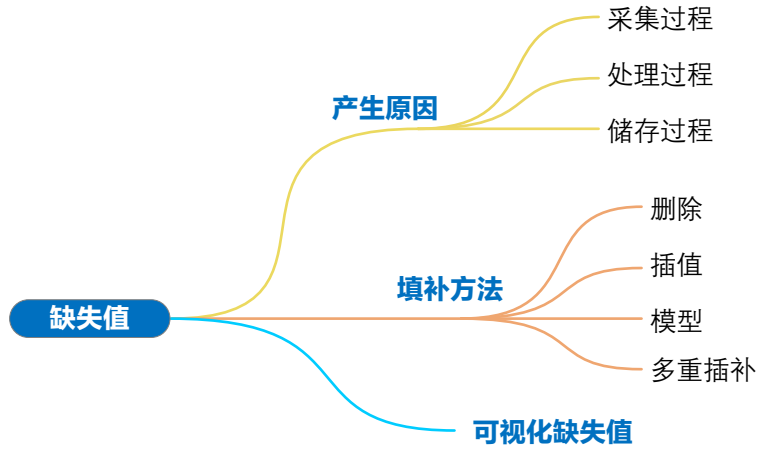 缺失值
产生原因
采集过程
处理过程
储存过程
填补方法
删除
插值
模型
多重插补
可视化缺失值